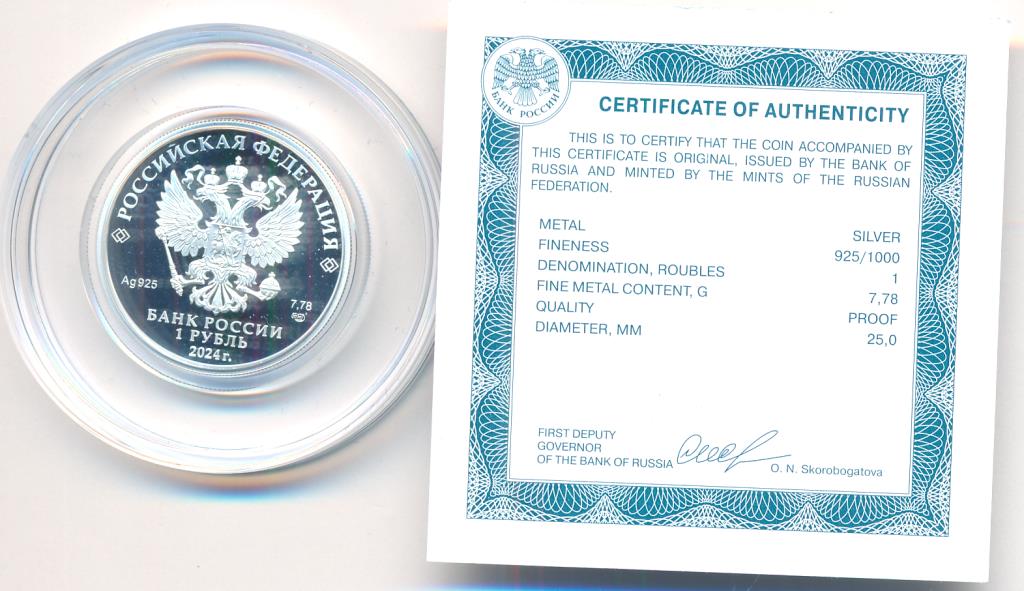 РОССИЙСКАЯ ФЕДЕРАЦИЯ
Ag 925
7,78
БАНК РОССИИ
1 РУБЛЬ
2024 г.
БАНК РОССИИ
CERTIFICATE OF AUTHENTICITY
THIS IS TO CERTIFY THAT THE COIN ACCOMPANIED BY
THIS CERTIFICATE IS ORIGINAL, ISSUED BY THE BANK OF
RUSSIA AND MINTED BY THE MINTS OF THE RUSSIAN
FEDERATION.
METAL SILVER
FINENESS 925/1000
DENOMINATION, ROUBLES 1
FINE METAL CONTENT, G 7,78
QUALITY PROOF
DIAMETER, MM 25,0
FIRST DEPUTY
GOVERNOR
OF THE BANK OF RUSSIA O. N. Skorobogatova